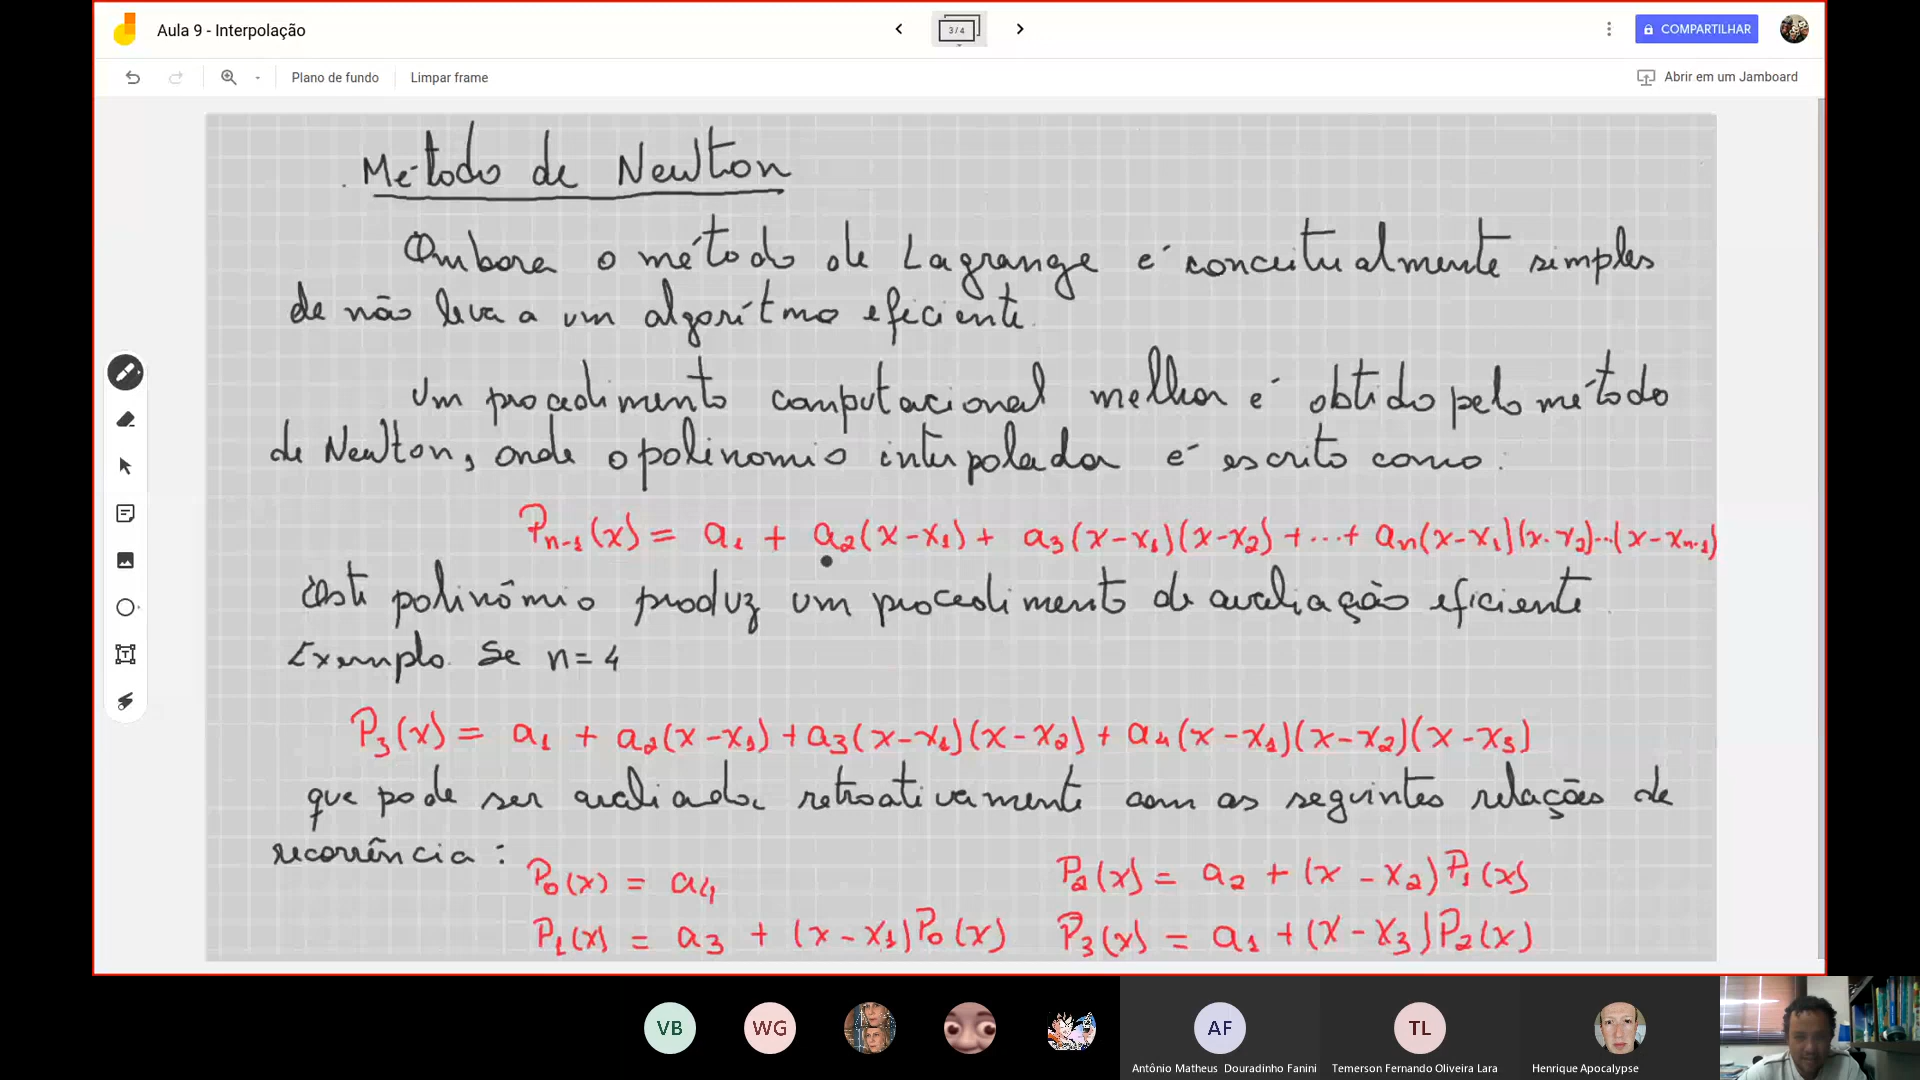 Aula 9 - Interpolação
3/4
COMPARTILHAR
Plano de fundo
Limpar frame
Abrir em um Jamboard
Método de Newton
Embora o método de Lagrange é conceitualmente simples
ele não leva a um algorítmo eficiente.
Um procedimento computacional melhor é obtido pelo método
de Newton, onde o polinomio interpolador é escrito como:
Pn-1(x) = a1 + a2(x-x1) + a3(x-x1)(x-x2) + ... + an(x-x1)(x-x2)...(x-xn-1)
Este polinômio produz um procedimento de avaliação eficiente.
Exemplo. Se n = 4
P3(x) = a1 + a2(x-x1) + a3(x-x1)(x-x2) + a4(x-x1)(x-x2)(x-x3)
que pode ser avaliado retroativamente com as seguintes relações de
recorrência:
P0(x) = a4
P2(x) = a2 + (x - x2)P1(x)
P1(x) = a3 + (x - x1)P0(x)
P3(x) = a1 + (x - x3)P2(x)
VB
WG
AF
TL
Antônio Matheus Douradinho Fanini
Temerson Fernando Oliveira Lara
Henrique Apocalypse